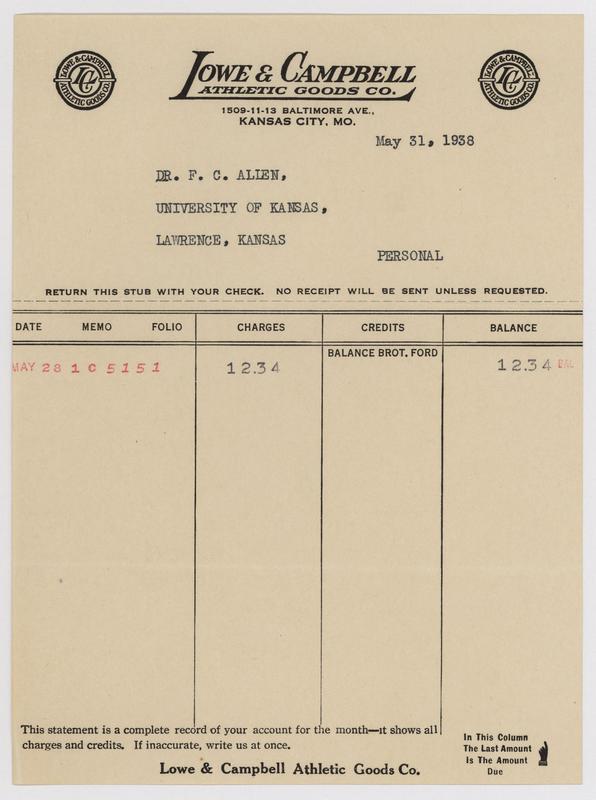 LOWE & CAMPBELL
ATHLETIC GOODS CO.
LOWE & CAMPBELL
ATHLETIC GOODS CO.
LC
LOWE & CAMPBELL
ATHLETIC GOODS CO.
LC
1509-11-13 BALTIMORE AVE.,
KANSAS CITY, MO.
May 31, 1938
DR. F. C. ALLEN,
UNIVERSITY OF KANSAS,
LAWRENCE, KANSAS
PERSONAL
RETURN THIS STUB WITH YOUR CHECK. NO RECEIPT WILL BE SENT UNLESS REQUESTED.
DATE MEMO FOLIO CHARGES CREDITS BALANCE
BALANCE BROT. FORD
MAY 28 1 C 5151 12.34 12.34 BAL
This statement is a complete record of your account for the month—it shows all
charges and credits. If inaccurate, write us at once.
Lowe & Campbell Athletic Goods Co.
In This Column
The Last Amount
Is The Amount
Due